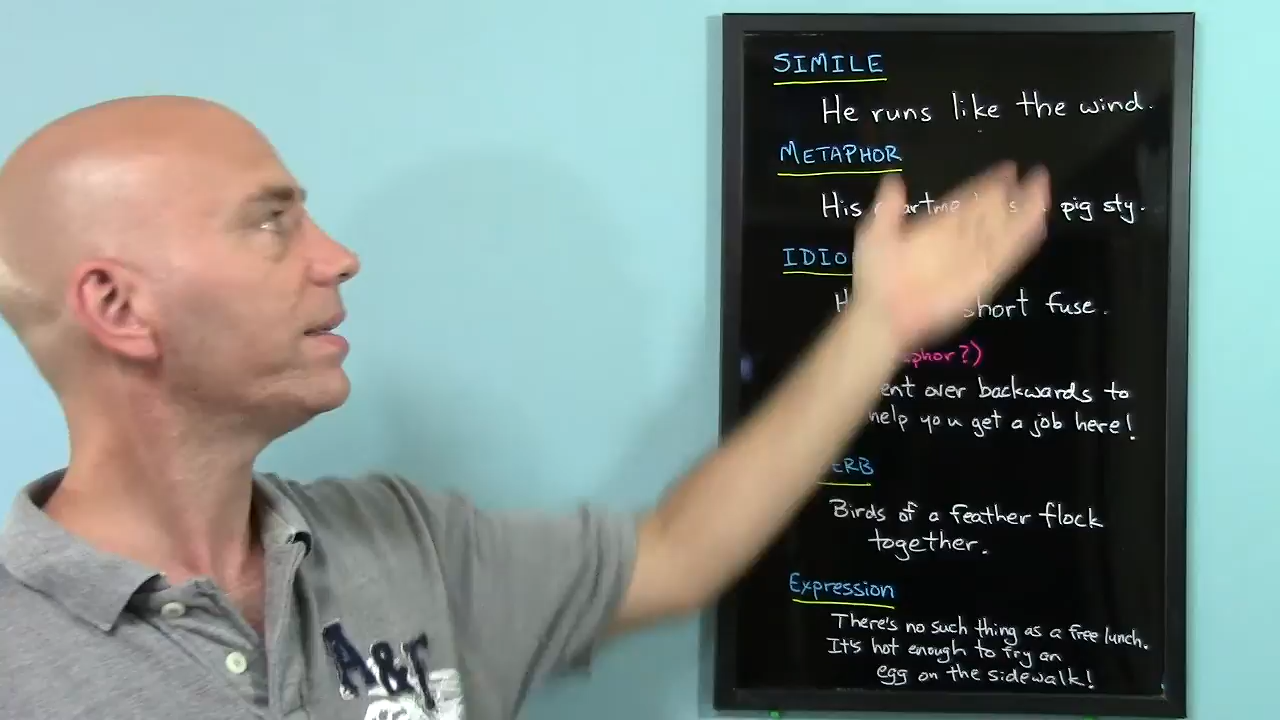 SIMILE
He runs like the wind.
METAPHOR
His pig sty.
short fuse.
over backwards to
help you get a job here!
Birds of a feather flock
together.
Expression
There's no such thing as a free lunch.
It's hot enough to fry an
egg on the sidewalk!
A&F